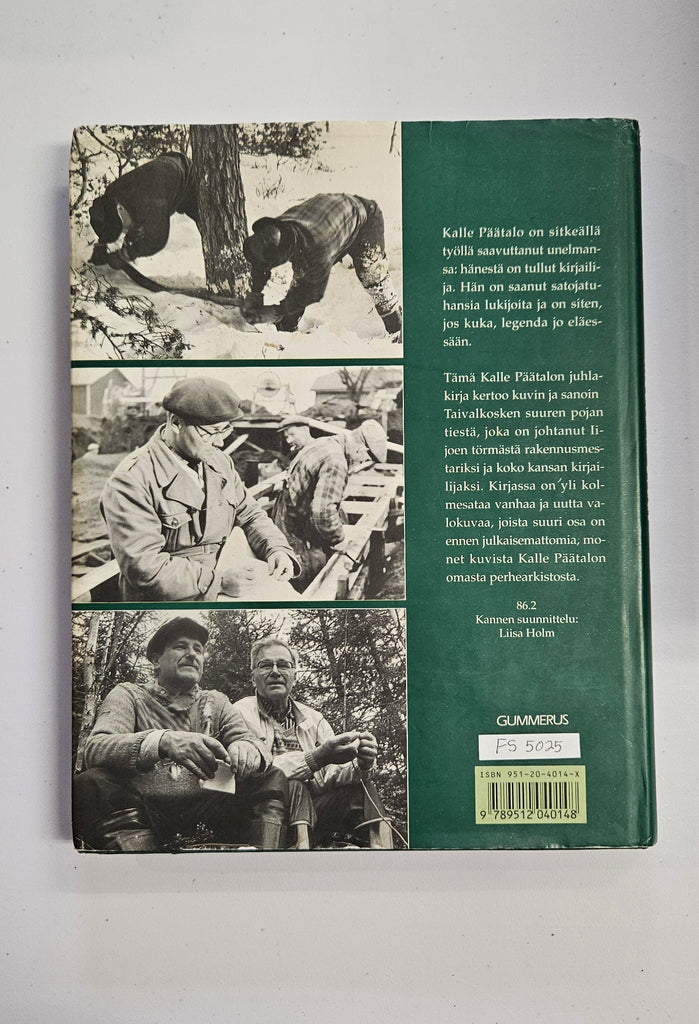 Kalle Päätalo on sitkeällä
työllä saavuttanut unelman-
sa: hänestä on tullut kirjaili-
ja. Hän on saanut satojatu-
hansia lukijoita ja on siten,
jos kuka, legenda jo eläes-
sään.
Tämä Kalle Päätalon juhla-
kirja kertoo kuvin ja sanoin
Taivalkosken suuren pojan
tiestä, joka on johtanut Ii-
joen törmästä rakennusmes-
tariksi ja koko kansan kirjai-
lijaksi. Kirjassa on yli kol-
mesataa vanhaa ja uutta va-
lokuvaa, joista suuri osa on
ennen julkaisemattomia; mo-
net kuvista Kalle Päätalon
omasta perhearkistosta.
86.2
Kannen suunnittelu:
Liisa Holm
GUMMERUS
FS 5025
ISBN 951-20-4014-X
9 789512 040148